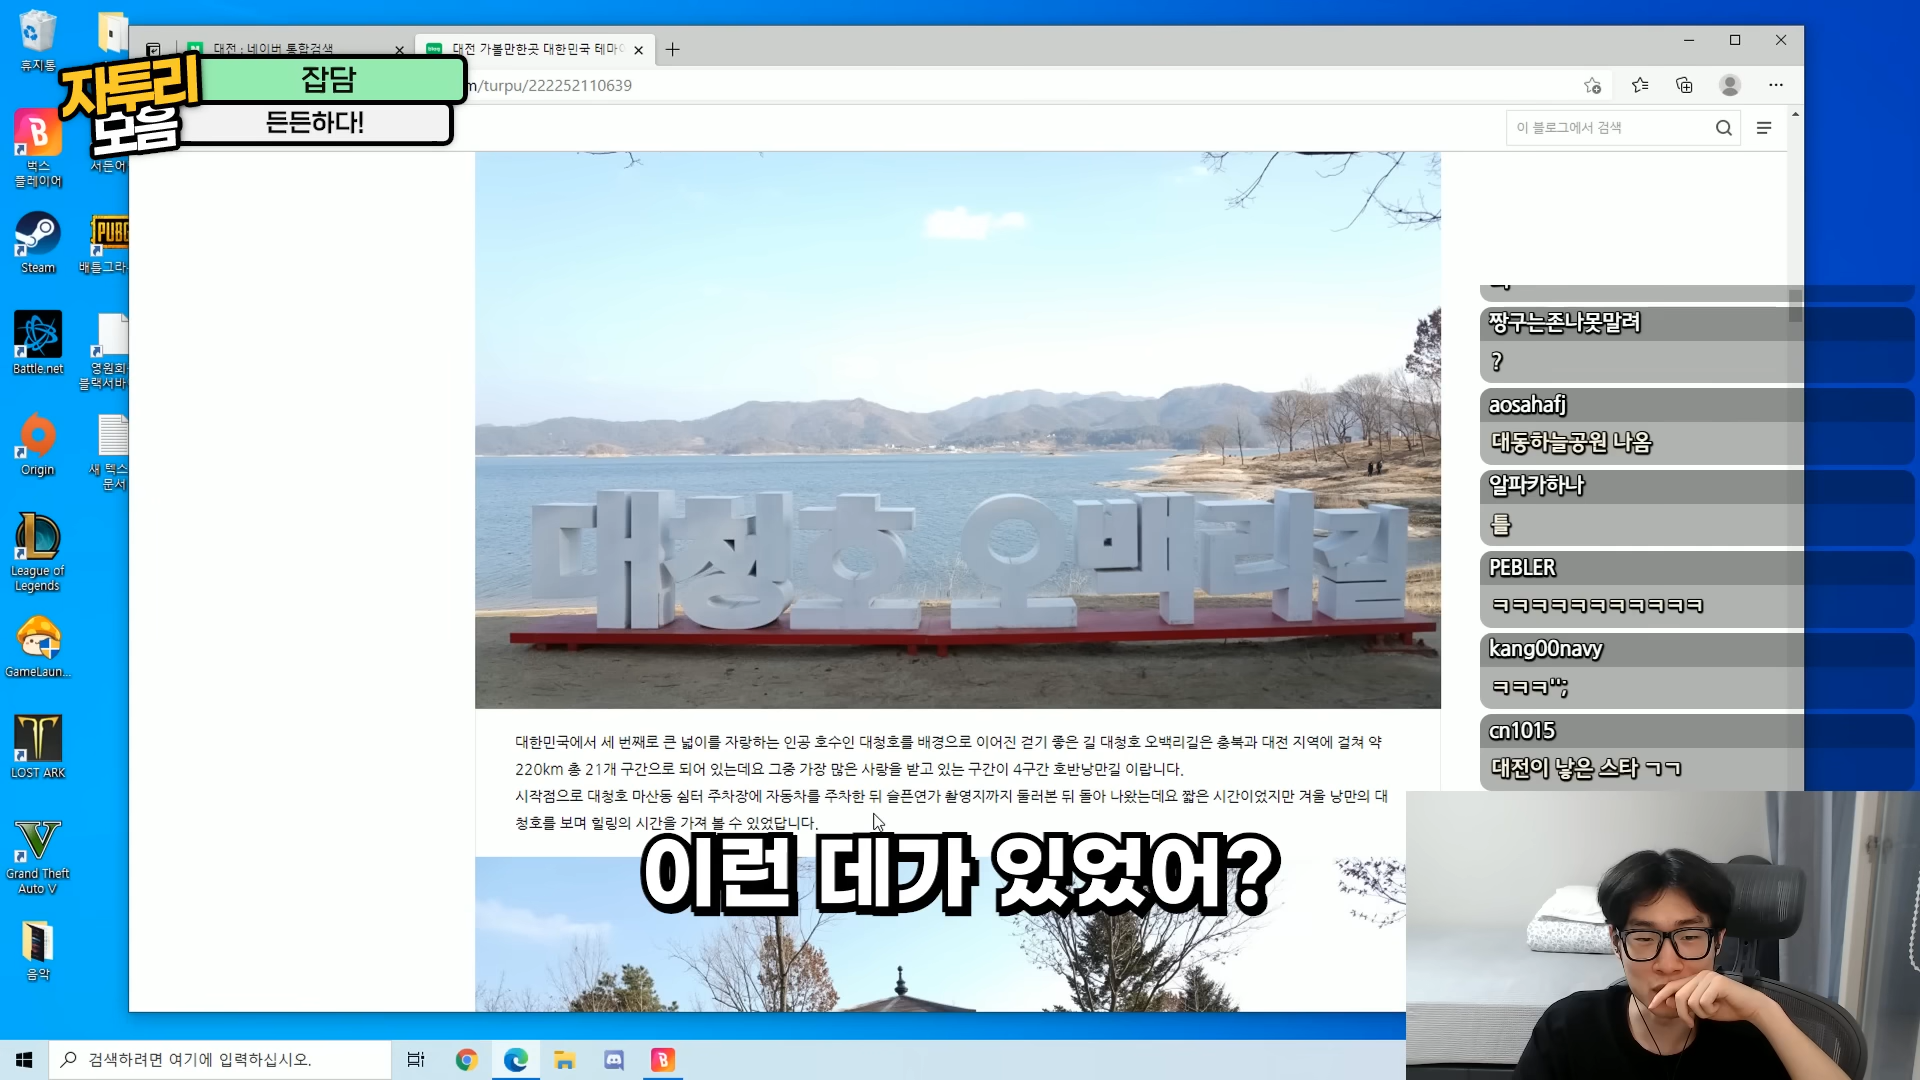 대전 : 네이버 통합검색
대전 가볼만한곳 대한민국 테마
자투리
모음
잡담
든든하다!
m/turpu/222252110639
이 블로그에서 검색
휴지통
벅스
플레이어
서든어
Steam
PUBG
배틀그라
Battle.net
영원회
블랙서바
Origin
새 텍스
문서
League of
Legends
GameLaun...
LOST ARK
Grand Theft
Auto V
음악
대청호오백리길
대한민국에서 세 번째로 큰 넓이를 자랑하는 인공 호수인 대청호를 배경으로 이어진 걷기 좋은 길 대청호 오백리길은 충북과 대전 지역에 걸쳐 약
220km 총 21개 구간으로 되어 있는데요 그중 가장 많은 사랑을 받고 있는 구간이 4구간 호반낭만길 이랍니다.
시작점으로 대청호 마산동 쉼터 주차장에 자동차를 주차한 뒤 슬픈연가 촬영지까지 둘러본 뒤 돌아 나왔는데요 짧은 시간이었지만 겨울 낭만의 대
청호를 보며 힐링의 시간을 가져 볼 수 있었답니다.
이런 데가 있었어?
짱구는존나못말려
?
aosahafj
대동하늘공원 나옴
알파카하나
틀
PEBLER
ㅋㅋㅋㅋㅋㅋㅋㅋㅋㅋㅋ
kang00navy
ㅋㅋㅋ";
cn1015
대전이 낳은 스타 ㄱㄱ
검색하려면 여기에 입력하십시오.